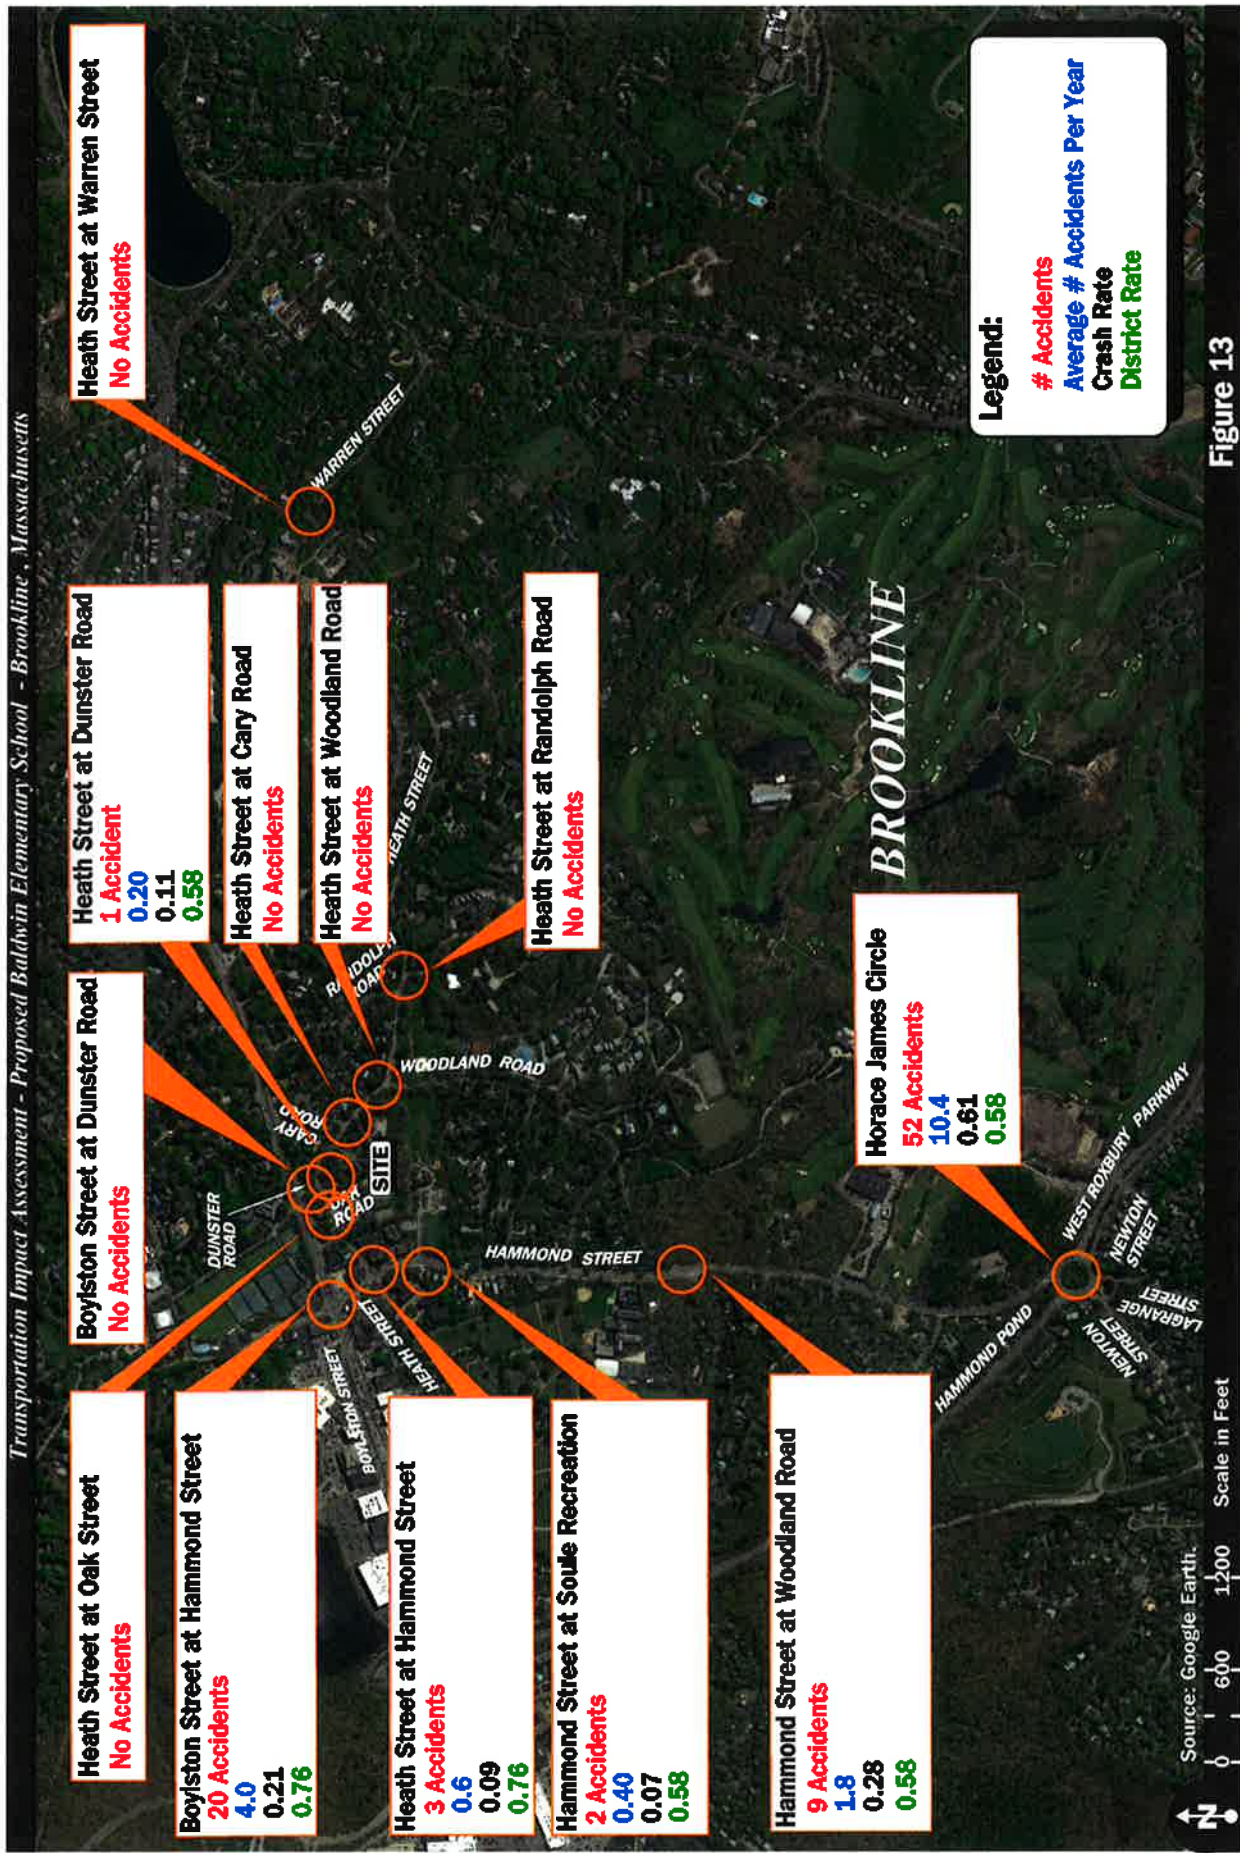 Transportation Impact Assessment - Proposed Baldwin Elementary School - Brookline , Massachusetts
Heath Street at Oak Street
No Accidents
Boylston Street at Dunster Road
No Accidents
Heath Street at Dunster Road
1 Accident
0.20
0.11
0.58
Heath Street at Warren Street
No Accidents
Boylston Street at Hammond Street
20 Accidents
4.0
0.21
0.76
Heath Street at Cary Road
No Accidents
Heath Street at Woodland Road
No Accidents
Heath Street at Hammond Street
3 Accidents
0.6
0.09
0.76
Heath Street at Randolph Road
No Accidents
Hammond Street at Soule Recreation
2 Accidents
0.40
0.07
0.58
Hammond Street at Woodland Road
9 Accidents
1.8
0.28
0.58
Horace James Circle
52 Accidents
10.4
0.61
0.58
DUNSTER
ROAD
CARY
ROAD
OAK
ROAD
SITE
RANDOLPH
ROAD
WARREN STREET
BOYLSTON STREET
HEATH STREET
HEATH STREET
WOODLAND ROAD
HAMMOND STREET
BROOKLINE
HAMMOND POND
WEST ROXBURY PARKWAY
NEWTON
STREET
LAGRANGE
STREET
NEWTON
STREET
Legend:
# Accidents
Average # Accidents Per Year
Crash Rate
District Rate
N
Source: Google Earth.
0 600 1200 Scale in Feet
Figure 13